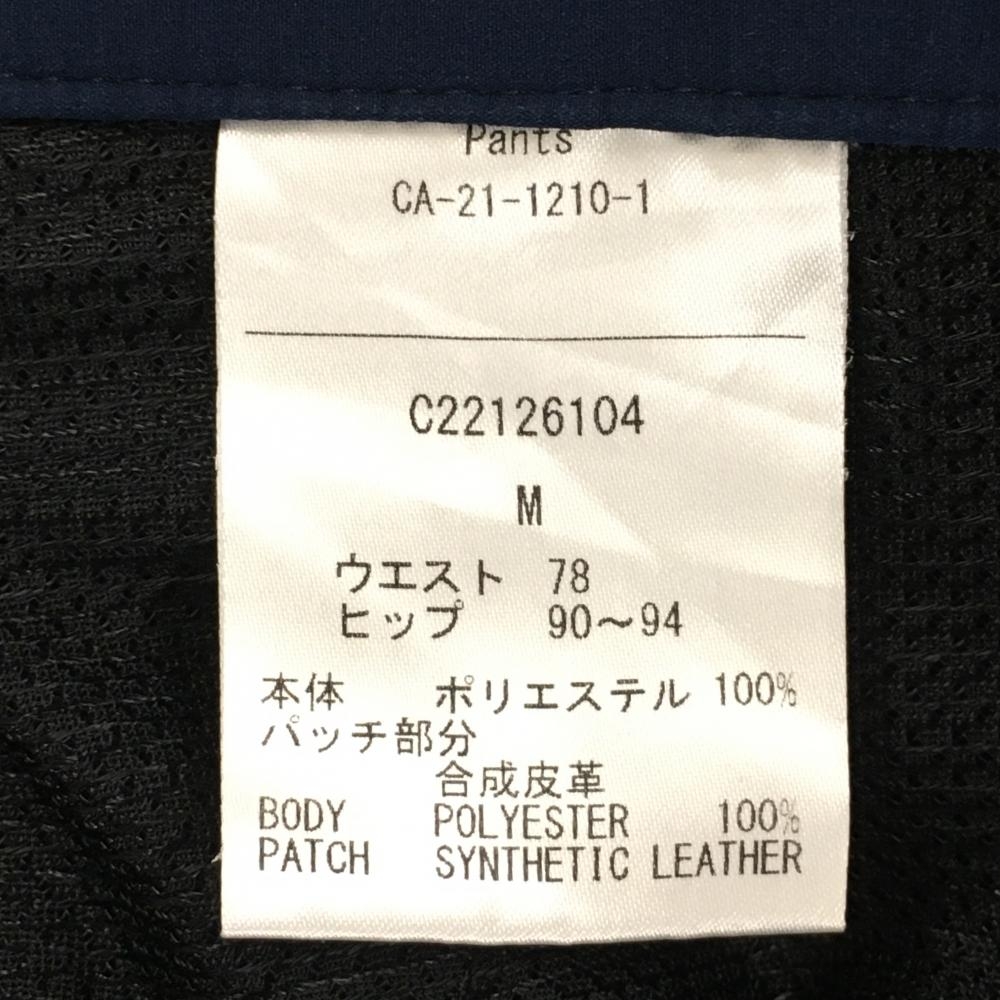 Pants
CA-21-1210-1
C22126104
M
ウエスト 78
ヒップ 90～94
本体 ポリエステル 100%
パッチ部分
合成皮革
BODY POLYESTER 100%
PATCH SYNTHETIC LEATHER